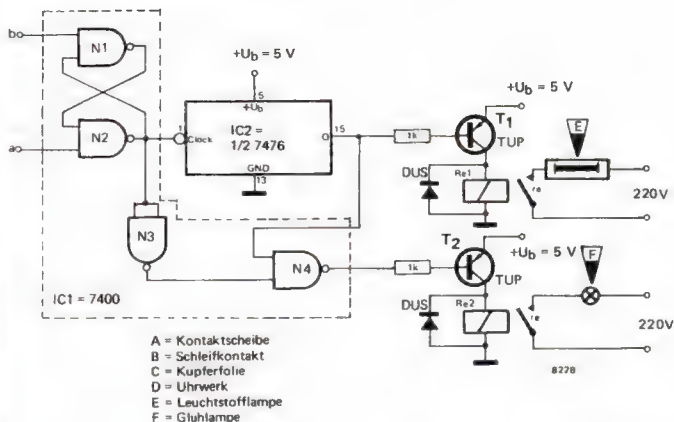 b
N1
+Ub = 5 V
5
+Ub
+Ub = 5 V
E
N2
1
Clock
IC2 =
1/2 7476
Q
15
1k
T1
TUP
a
GND
13
DUS
Re1
re
220V
N3
T2
+Ub = 5 V
F
N4
1k
TUP
IC1 = 7400
DUS
Re2
re
220V
A = Kontaktscheibe
B = Schleifkontakt
C = Kupferfolie
D = Uhrwerk
E = Leuchtstofflampe
F = Gluhlampe
8278